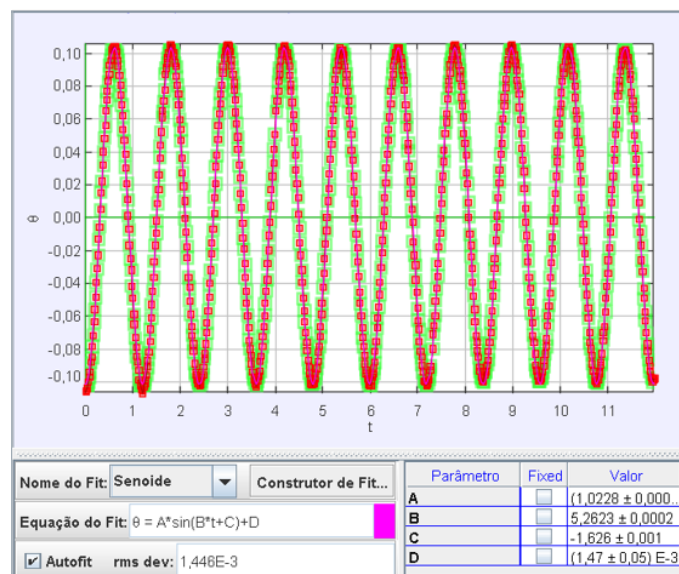 0,10
0,08
0,06
0,04
0,02
θ 0,00
-0,02
-0,04
-0,06
-0,08
-0,10
0 1 2 3 4 5 6 7 8 9 10 11
t
Nome do Fit: Senoide Construtor de Fit...
Equação do Fit: θ = A*sin(B*t+C)+D
Autofit rms dev: 1,446E-3
Parâmetro Fixed Valor
A (1,0228 ± 0,000...
B 5,2623 ± 0,0002
C -1,626 ± 0,001
D (1,47 ± 0,05) E-3